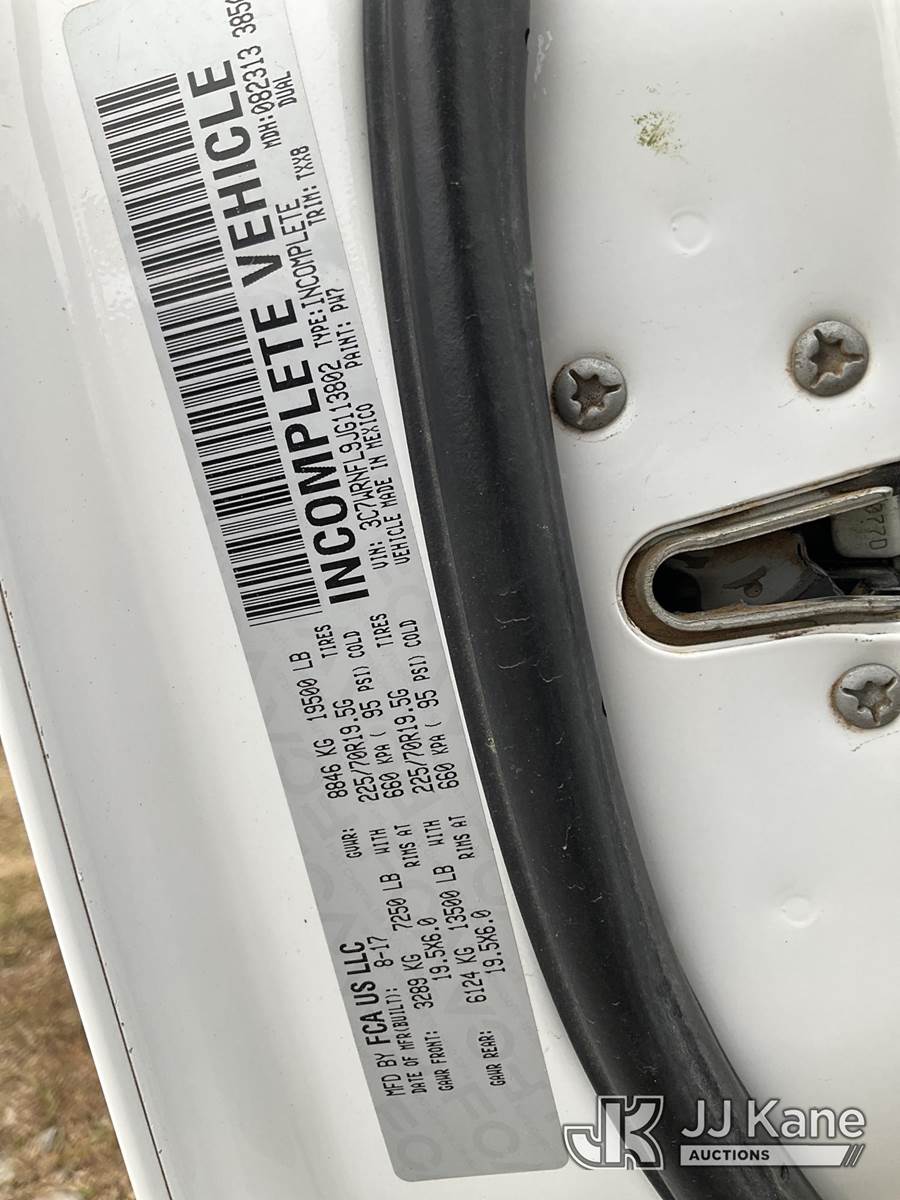 MFD BY FCA US LLC
DATE OF MFR(BUILT): 8-17 GVWR: 8846 KG 19500 LB
GAWR FRONT: 3289 KG 7250 LB WITH 225/70R19.5G TIRES
19.5X6.0 RIMS AT 660 KPA ( 95 PSI) COLD
GAWR REAR: 6124 KG 13500 LB WITH 225/70R19.5G TIRES
19.5X6.0 RIMS AT 660 KPA ( 95 PSI) COLD
INCOMPLETE VEHICLE
VIN: 3C7WRNFL9JG113802 TYPE:INCOMPLETE MDH:082313 385
VEHICLE MADE IN MEXICO PAINT: PW7 TRIM: TXX8 DUAL
JK JJ Kane
AUCTIONS